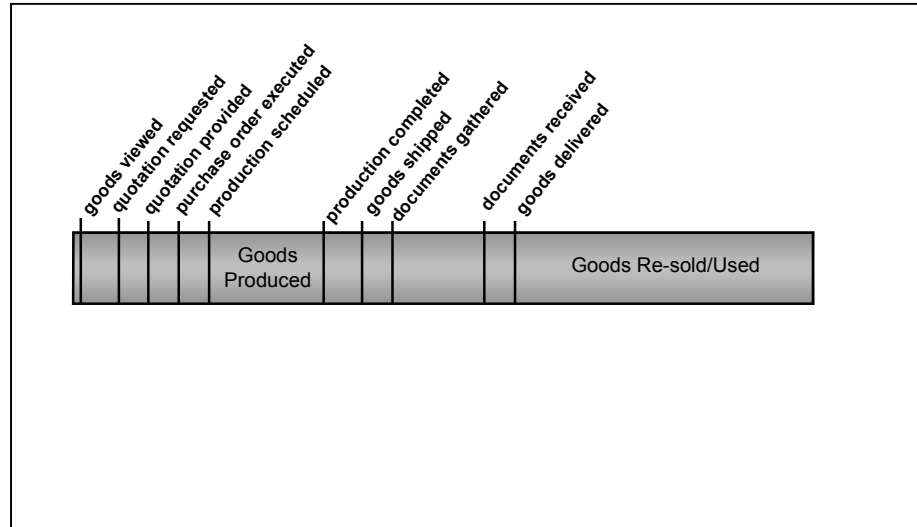 goods viewed
quotation requested
quotation provided
purchase order executed
production scheduled
production completed
goods shipped
documents gathered
documents received
goods delivered
Goods
Produced
Goods Re-sold/Used